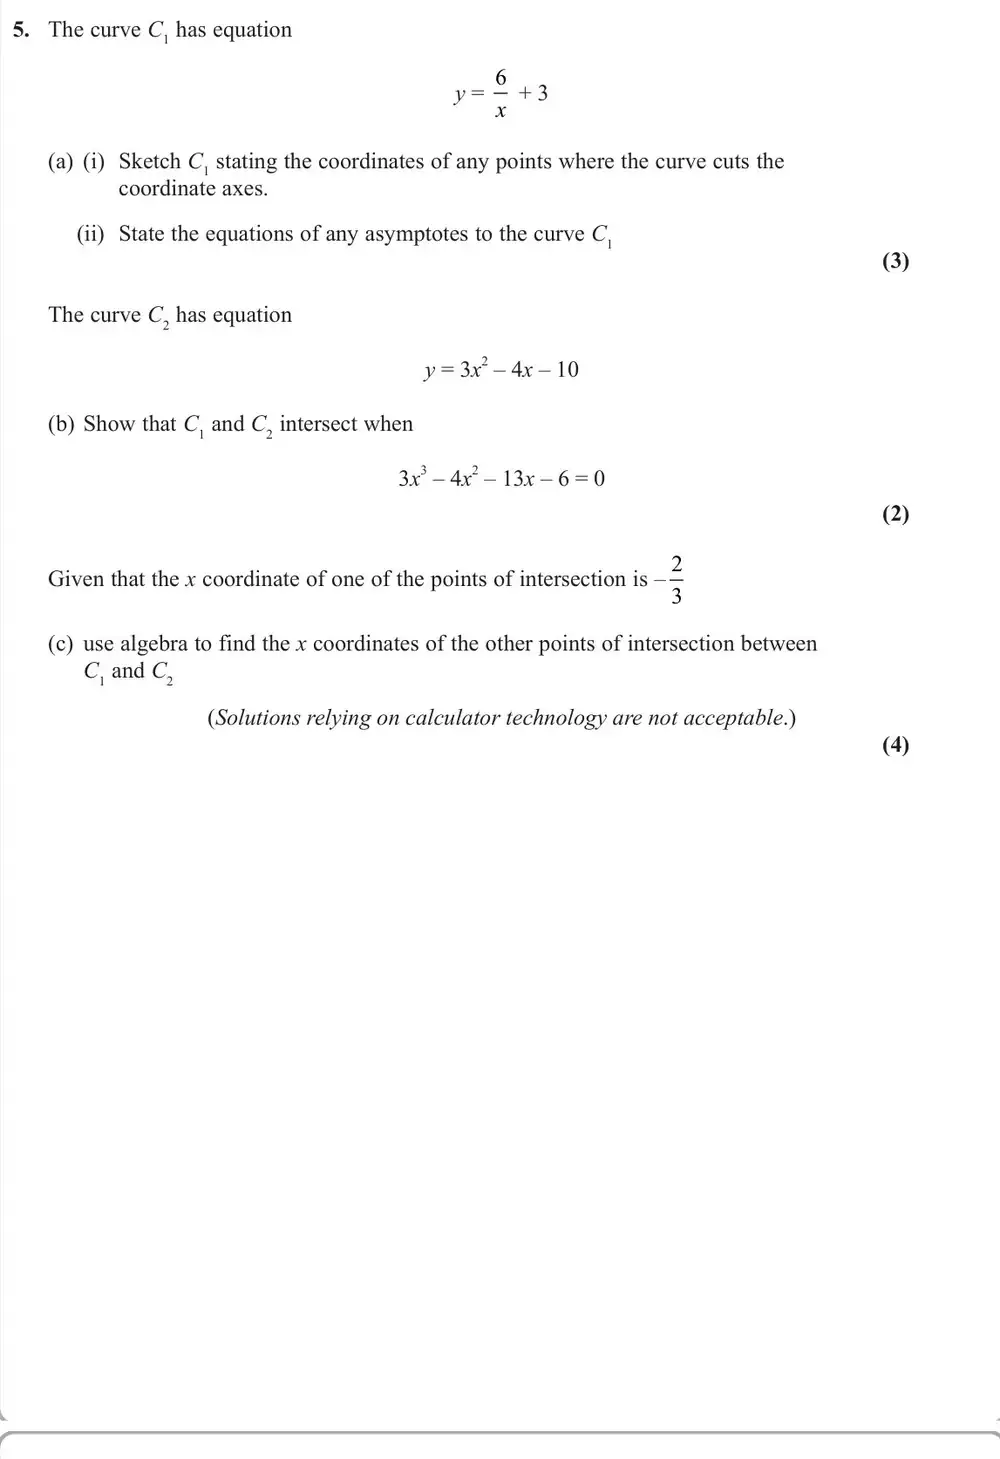 5. The curve C₁ has equation
y = 6/x + 3
(a) (i) Sketch C₁ stating the coordinates of any points where the curve cuts the
coordinate axes.
(ii) State the equations of any asymptotes to the curve C₁
(3)
The curve C₂ has equation
y = 3x² – 4x – 10
(b) Show that C₁ and C₂ intersect when
3x³ – 4x² – 13x – 6 = 0
(2)
Given that the x coordinate of one of the points of intersection is –2/3
(c) use algebra to find the x coordinates of the other points of intersection between
C₁ and C₂
(Solutions relying on calculator technology are not acceptable.)
(4)